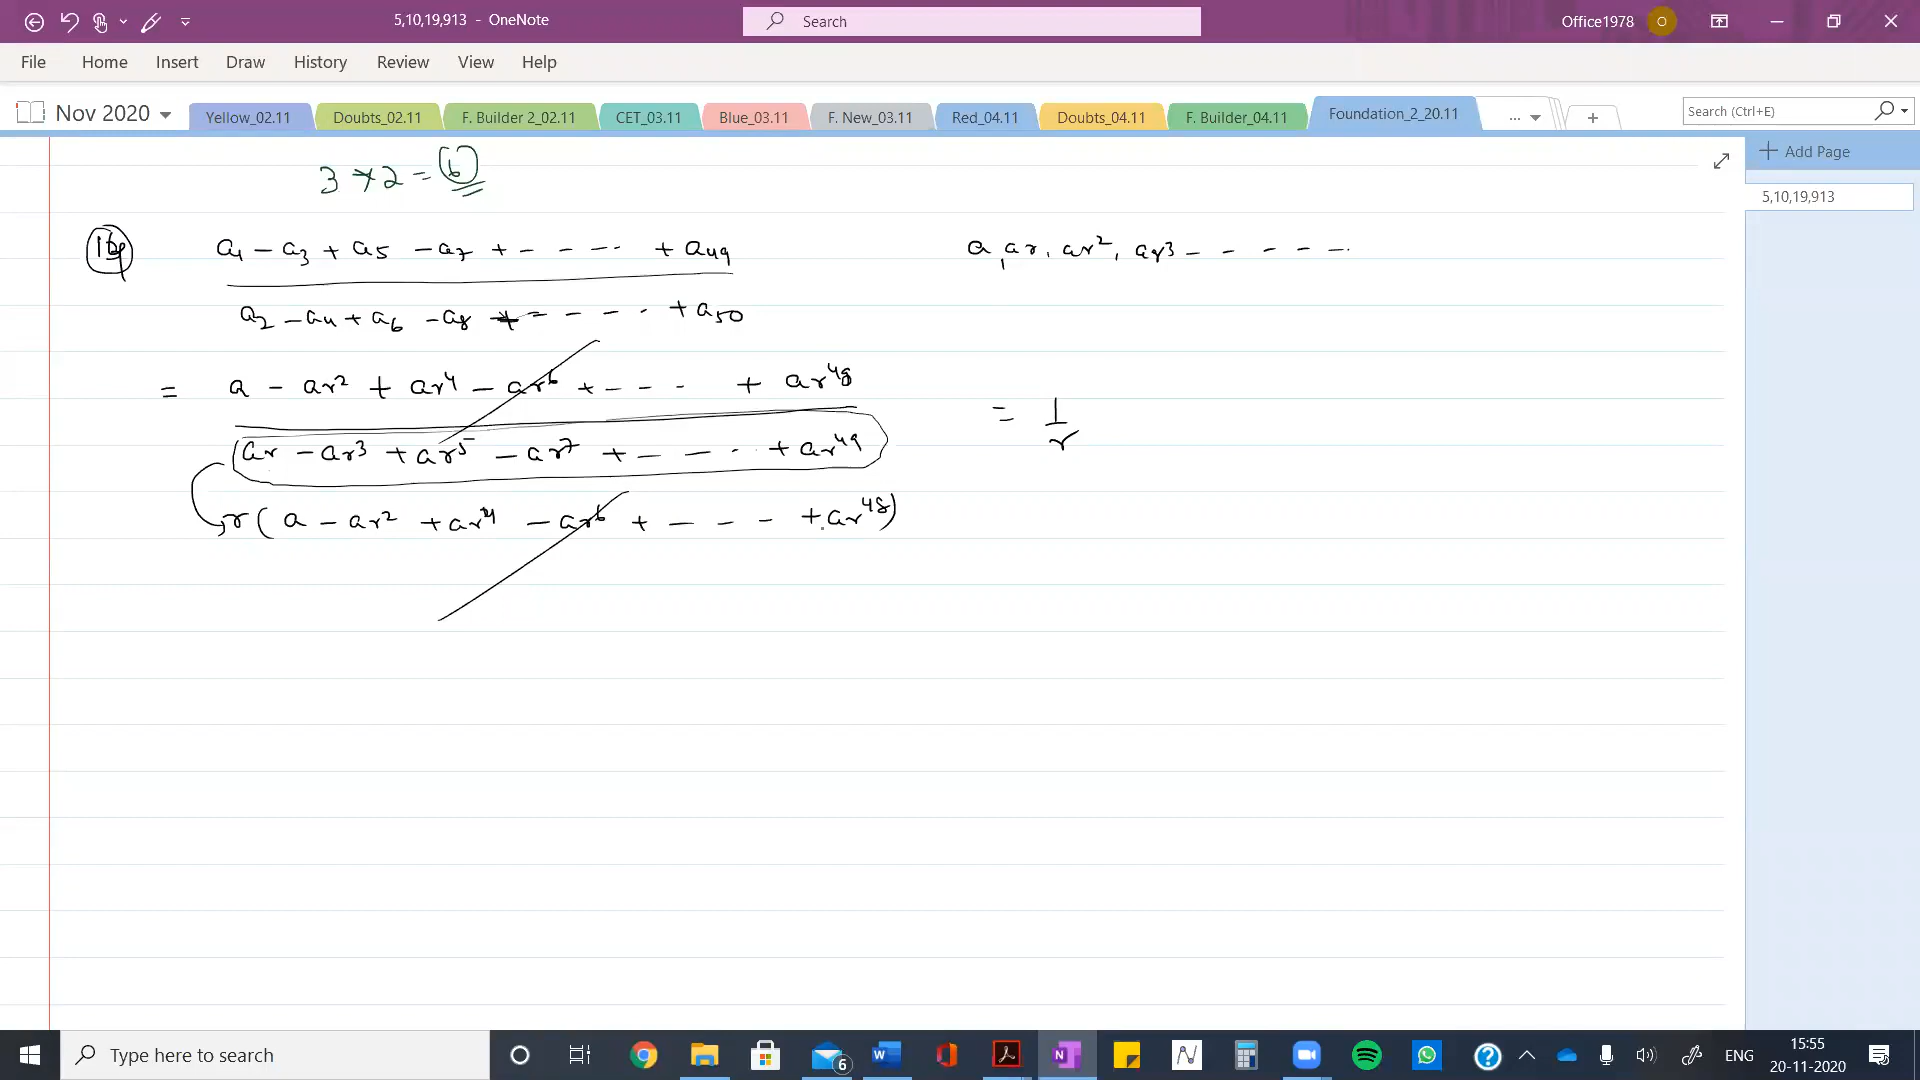 5,10,19,913 - OneNote
Search
Office1978
O
File Home Insert Draw History Review View Help
Nov 2020
Yellow_02.11
Doubts_02.11
F. Builder 2_02.11
CET_03.11
Blue_03.11
F. New_03.11
Red_04.11
Doubts_04.11
F. Builder_04.11
Foundation_2_20.11
...
+
Search (Ctrl+E)
+ Add Page
5,10,19,913
3 * 2 = 6
a₁ - a₃ + a₅ - a₇ + - - - - + a₄₉
a, ar, ar², ar³ - - - - - -
a₂ - a₄ + a₆ - a₈ + - - - - + a₅₀
= a - ar² + ar⁴ - ar⁶ + - - - + ar⁴⁸
ar - ar³ + ar⁵ - ar⁷ + - - - - + ar⁴⁹
= 1/r
r(a - ar² + ar⁴ - ar⁶ + - - - + ar⁴⁸)
Type here to search
6
ENG
15:55
20-11-2020